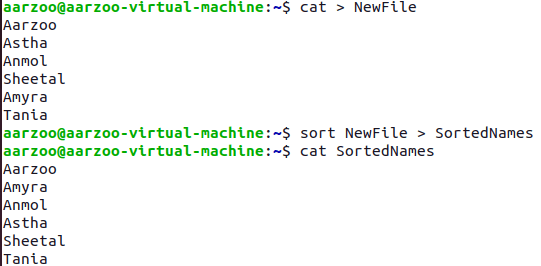 aarzoo@aarzoo-virtual-machine:~$ cat > NewFile
Aarzoo
Astha
Anmol
Sheetal
Amyra
Tania
aarzoo@aarzoo-virtual-machine:~$ sort NewFile > SortedNames
aarzoo@aarzoo-virtual-machine:~$ cat SortedNames
Aarzoo
Amyra
Anmol
Astha
Sheetal
Tania